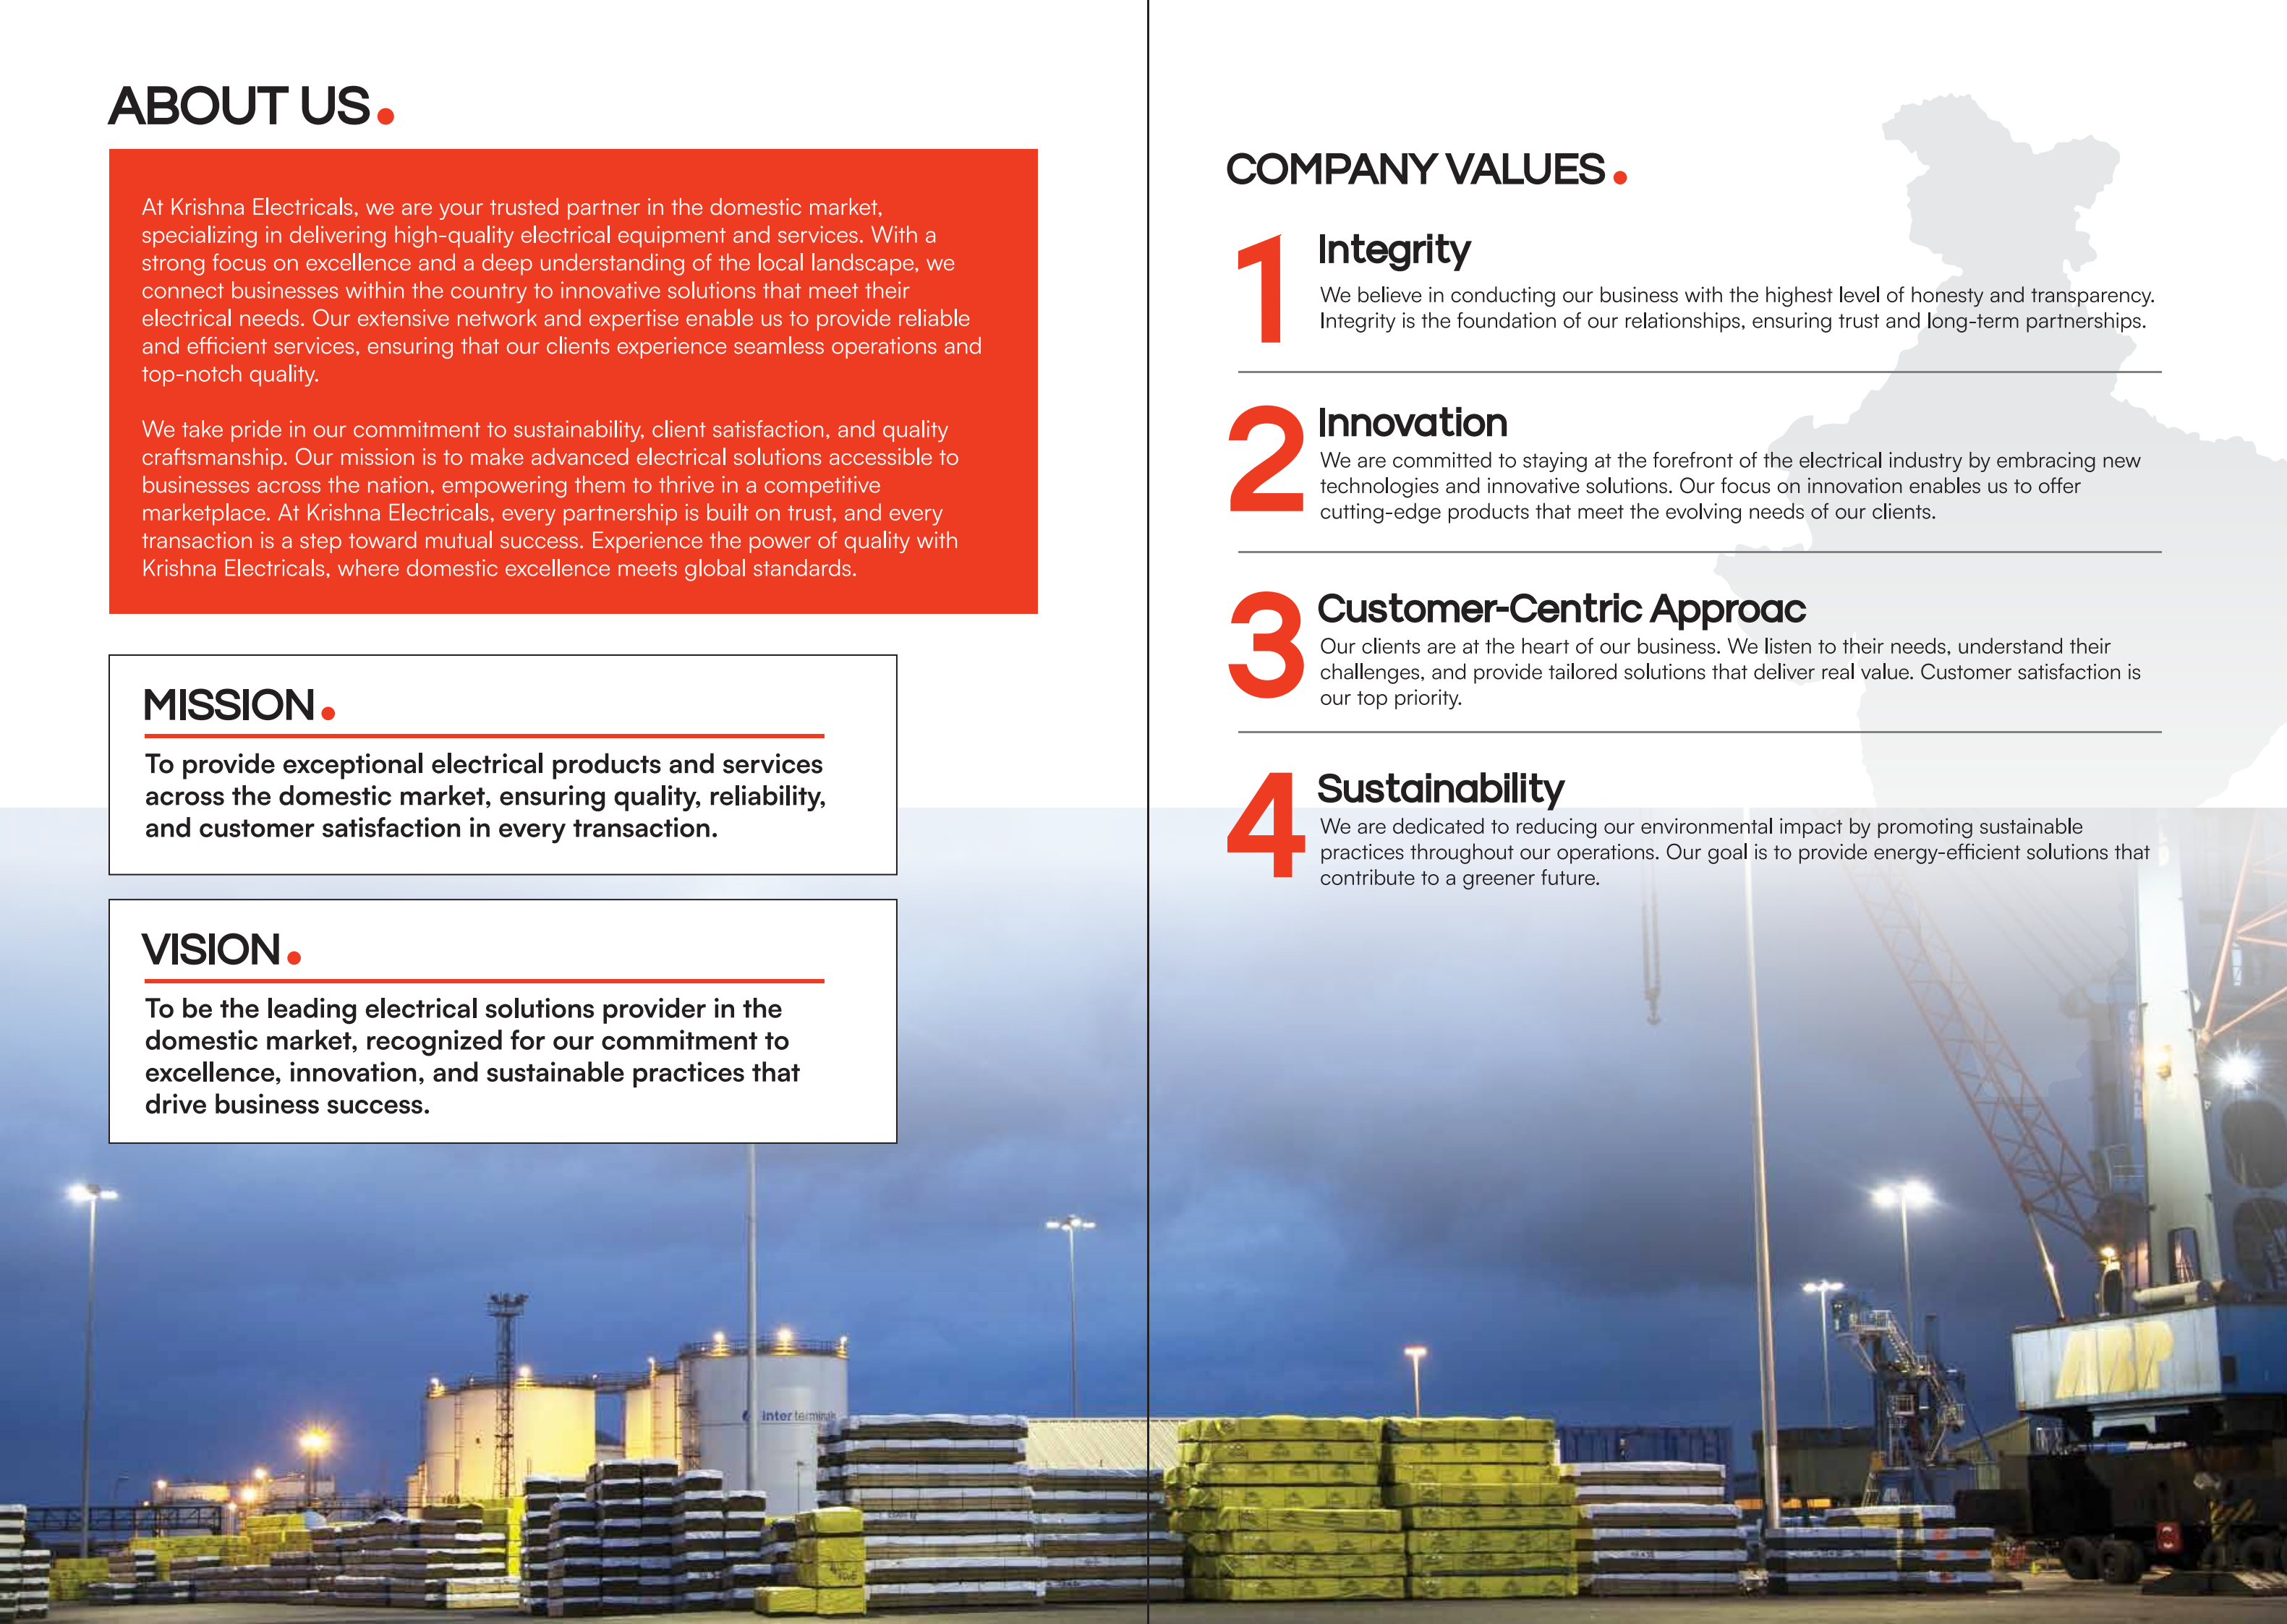 ABOUT US.
At Krishna Electricals, we are your trusted partner in the domestic market,
specializing in delivering high-quality electrical equipment and services. With a
strong focus on excellence and a deep understanding of the local landscape, we
connect businesses within the country to innovative solutions that meet their
electrical needs. Our extensive network and expertise enable us to provide reliable
and efficient services, ensuring that our clients experience seamless operations and
top-notch quality.
We take pride in our commitment to sustainability, client satisfaction, and quality
craftsmanship. Our mission is to make advanced electrical solutions accessible to
businesses across the nation, empowering them to thrive in a competitive
marketplace. At Krishna Electricals, every partnership is built on trust, and every
transaction is a step toward mutual success. Experience the power of quality with
Krishna Electricals, where domestic excellence meets global standards.
MISSION.
To provide exceptional electrical products and services
across the domestic market, ensuring quality, reliability,
and customer satisfaction in every transaction.
VISION.
To be the leading electrical solutions provider in the
domestic market, recognized for our commitment to
excellence, innovation, and sustainable practices that
drive business success.
COMPANY VALUES.
1 Integrity
We believe in conducting our business with the highest level of honesty and transparency.
Integrity is the foundation of our relationships, ensuring trust and long-term partnerships.
2 Innovation
We are committed to staying at the forefront of the electrical industry by embracing new
technologies and innovative solutions. Our focus on innovation enables us to offer
cutting-edge products that meet the evolving needs of our clients.
3 Customer-Centric Approac
Our clients are at the heart of our business. We listen to their needs, understand their
challenges, and provide tailored solutions that deliver real value. Customer satisfaction is
our top priority.
4 Sustainability
We are dedicated to reducing our environmental impact by promoting sustainable
practices throughout our operations. Our goal is to provide energy-efficient solutions that
contribute to a greener future.
Inter terminals
ABP